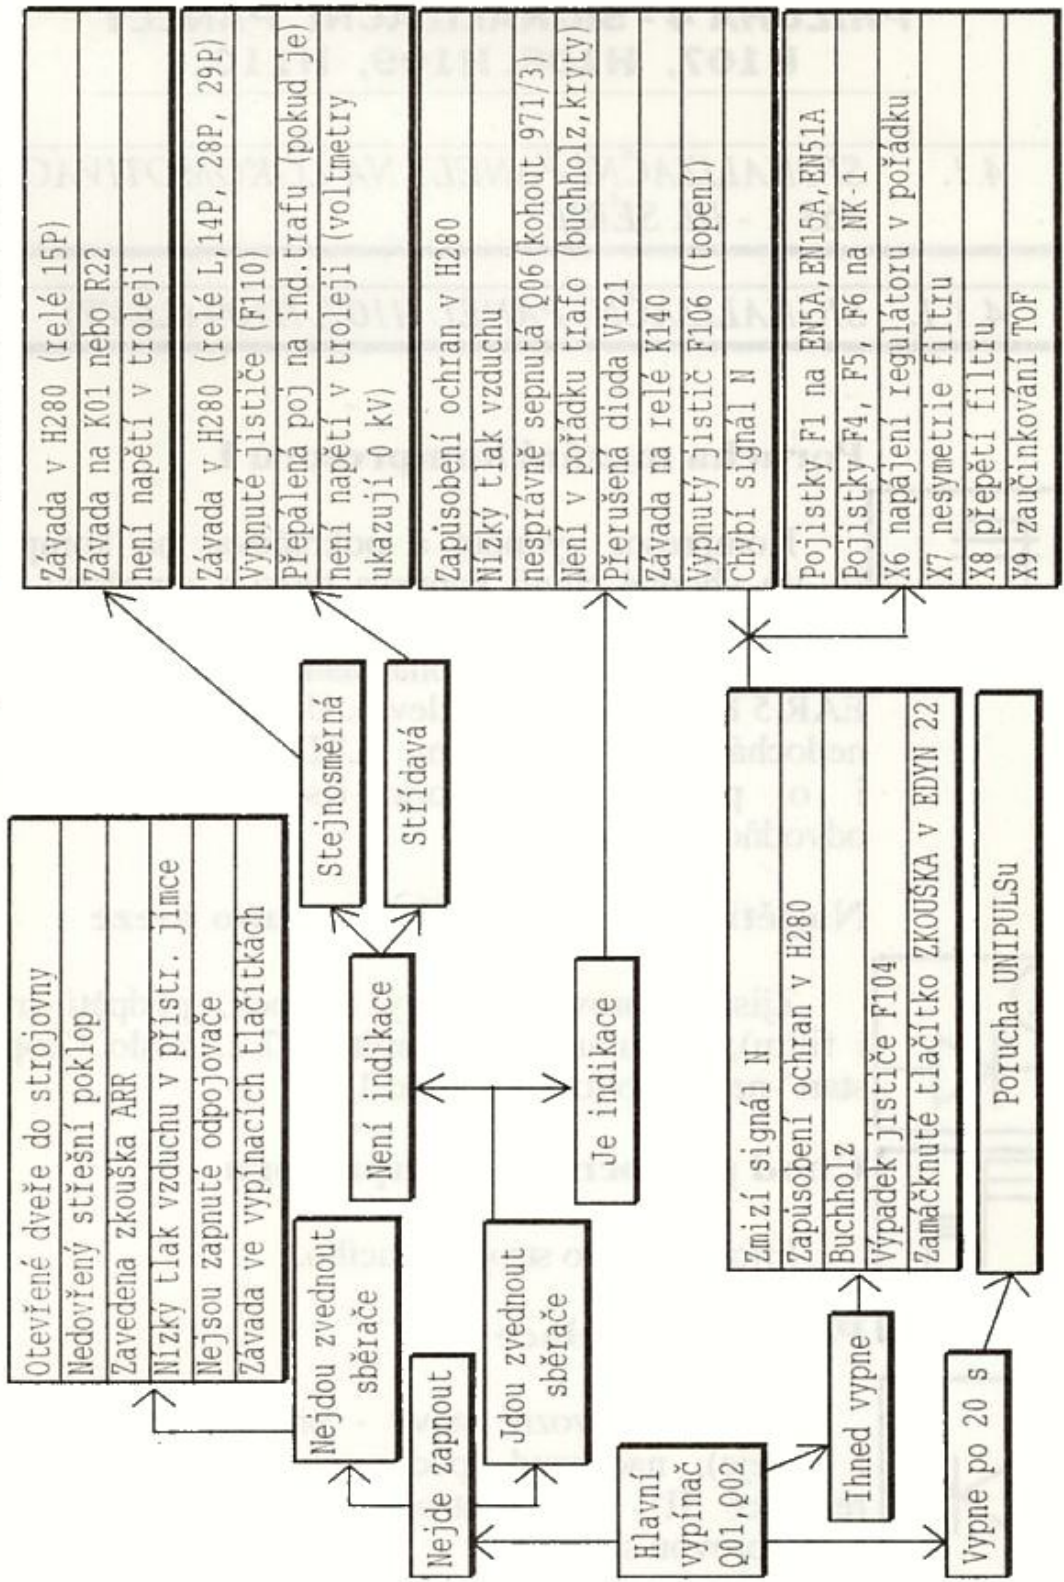 Otevřené dveře do strojovny
Nedovřený střešní poklop
Zavedena zkouška ARR
Nízký tlak vzduchu v přístr. jímce
Nejsou zapnute odpojovače
Závada ve vypínacích tlačítkách
Nejdou zvednout
sběrače
Nejde zapnout
Jdou zvednout
sběrače
Hlavní
vypínač
Q01,Q02
Ihned vypne
Vypne po 20 s
Není indikace
Je indikace
Stejnosměrná
Střídavá
Závada v H280 (relé 15P)
Závada na K01 nebo R22
není napětí v troleji
Závada v H280 (relé L,14P,28P, 29P)
Vypnuté jističe (F110)
Přepálena poj na ind.trafu (pokud je)
není napětí v troleji (voltmetry
ukazují kV)
Zapůsobení ochran v H280
Nízký tlak vzduchu
nesprávně sepnutá Q06(kohout 971/3)
Není v pořádku trafo (buchholz,kryty)
Přerušena dioda V121
Závada na relé K140
Vypnutý jistič F106 (topení)
Chybí signál N
Pojistky F1 na EN5A,EN15A,EN51A
Pojistky F4, F5, F6 na NK 1
X6 napájení regulátoru v pořádku
X7 nesymetrie filtru
X8 přepětí filtru
X9 zaúčinkování TOF
Zmizí signál N
Zapůsobení ochran v H280
Buchholz
Výpadek jističe F104
Zamáčknuté tlačítko ZKOUŠKA v EDYN 22
Porucha UNIPULSu